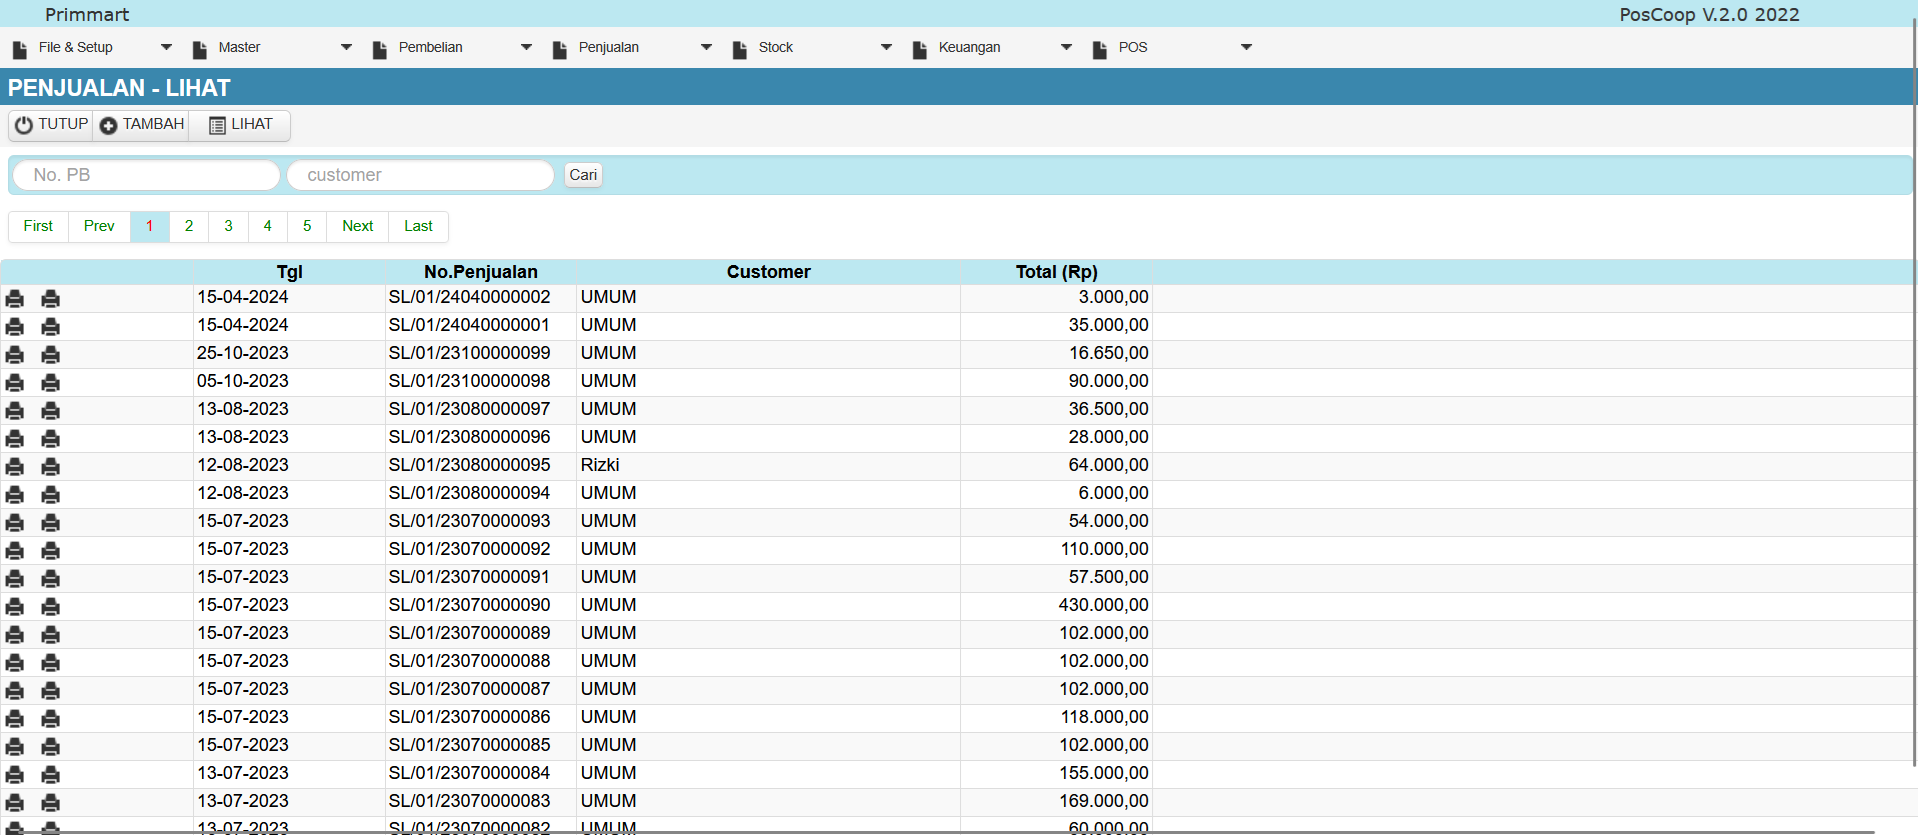 Primmart PosCoop V.2.0 2022
File & Setup Master Pembelian Penjualan Stock Keuangan POS
PENJUALAN - LIHAT
TUTUP TAMBAH LIHAT
No. PB customer Cari
First Prev 1 2 3 4 5 Next Last
Tgl No.Penjualan Customer Total (Rp)
15-04-2024 SL/01/24040000002 UMUM 3.000,00
15-04-2024 SL/01/24040000001 UMUM 35.000,00
25-10-2023 SL/01/23100000099 UMUM 16.650,00
05-10-2023 SL/01/23100000098 UMUM 90.000,00
13-08-2023 SL/01/23080000097 UMUM 36.500,00
13-08-2023 SL/01/23080000096 UMUM 28.000,00
12-08-2023 SL/01/23080000095 Rizki 64.000,00
12-08-2023 SL/01/23080000094 UMUM 6.000,00
15-07-2023 SL/01/23070000093 UMUM 54.000,00
15-07-2023 SL/01/23070000092 UMUM 110.000,00
15-07-2023 SL/01/23070000091 UMUM 57.500,00
15-07-2023 SL/01/23070000090 UMUM 430.000,00
15-07-2023 SL/01/23070000089 UMUM 102.000,00
15-07-2023 SL/01/23070000088 UMUM 102.000,00
15-07-2023 SL/01/23070000087 UMUM 102.000,00
15-07-2023 SL/01/23070000086 UMUM 118.000,00
15-07-2023 SL/01/23070000085 UMUM 102.000,00
13-07-2023 SL/01/23070000084 UMUM 155.000,00
13-07-2023 SL/01/23070000083 UMUM 169.000,00
13-07-2023 SL/01/23070000082 UMUM 60.000,00